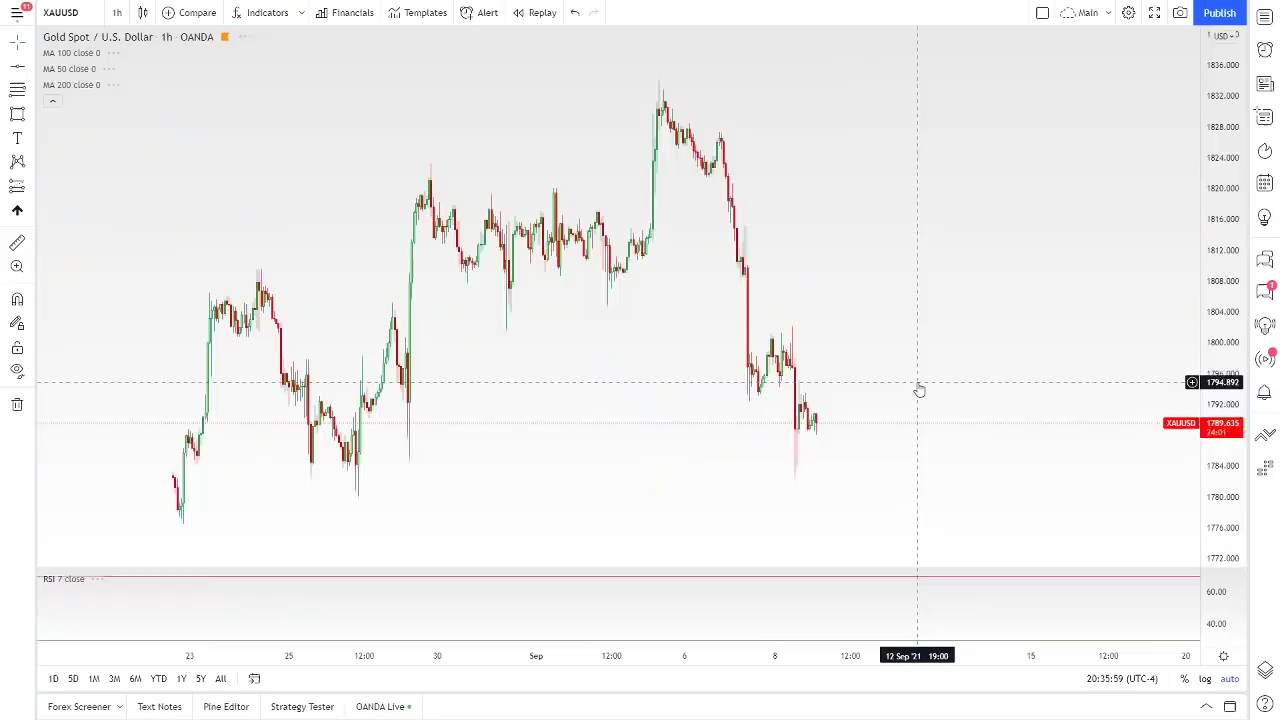 11
XAUUSD 1h Compare Indicators Financials Templates Alert Replay Main Publish
Gold Spot / U.S. Dollar · 1h · OANDA
MA 100 close 0
MA 50 close 0
MA 200 close 0
USD
1836.000
1832.000
1828.000
1824.000
1820.000
1816.000
1812.000
1808.000
1804.000
1800.000
1796.000
1794.892
1792.000
XAUUSD 1789.635
24:01
1784.000
1780.000
1776.000
1772.000
1
RSI 7 close
60.00
40.00
23 25 12:00 30 Sep 12:00 6 8 12:00 12 Sep '21 19:00 15 12:00 20
1D 5D 1M 3M 6M YTD 1Y 5Y All 20:35:59 (UTC-4) % log auto
Forex Screener Text Notes Pine Editor Strategy Tester OANDA Live